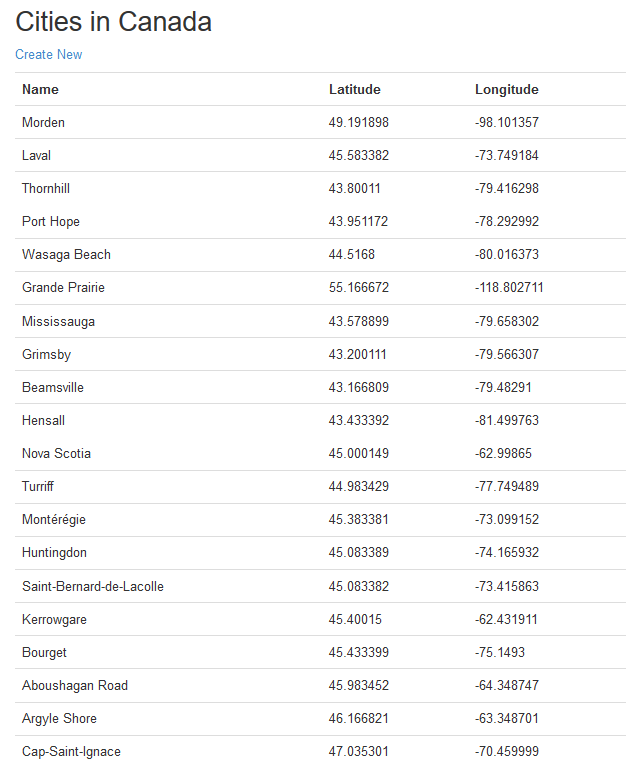 Cities in Canada
Create New
Name Latitude Longitude
Morden 49.191898 -98.101357
Laval 45.583382 -73.749184
Thornhill 43.80011 -79.416298
Port Hope 43.951172 -78.292992
Wasaga Beach 44.5168 -80.016373
Grande Prairie 55.166672 -118.802711
Mississauga 43.578899 -79.658302
Grimsby 43.200111 -79.566307
Beamsville 43.166809 -79.48291
Hensall 43.433392 -81.499763
Nova Scotia 45.000149 -62.99865
Turriff 44.983429 -77.749489
Montérégie 45.383381 -73.099152
Huntingdon 45.083389 -74.165932
Saint-Bernard-de-Lacolle 45.083382 -73.415863
Kerrowgare 45.40015 -62.431911
Bourget 45.433399 -75.1493
Aboushagan Road 45.983452 -64.348747
Argyle Shore 46.166821 -63.348701
Cap-Saint-Ignace 47.035301 -70.459999